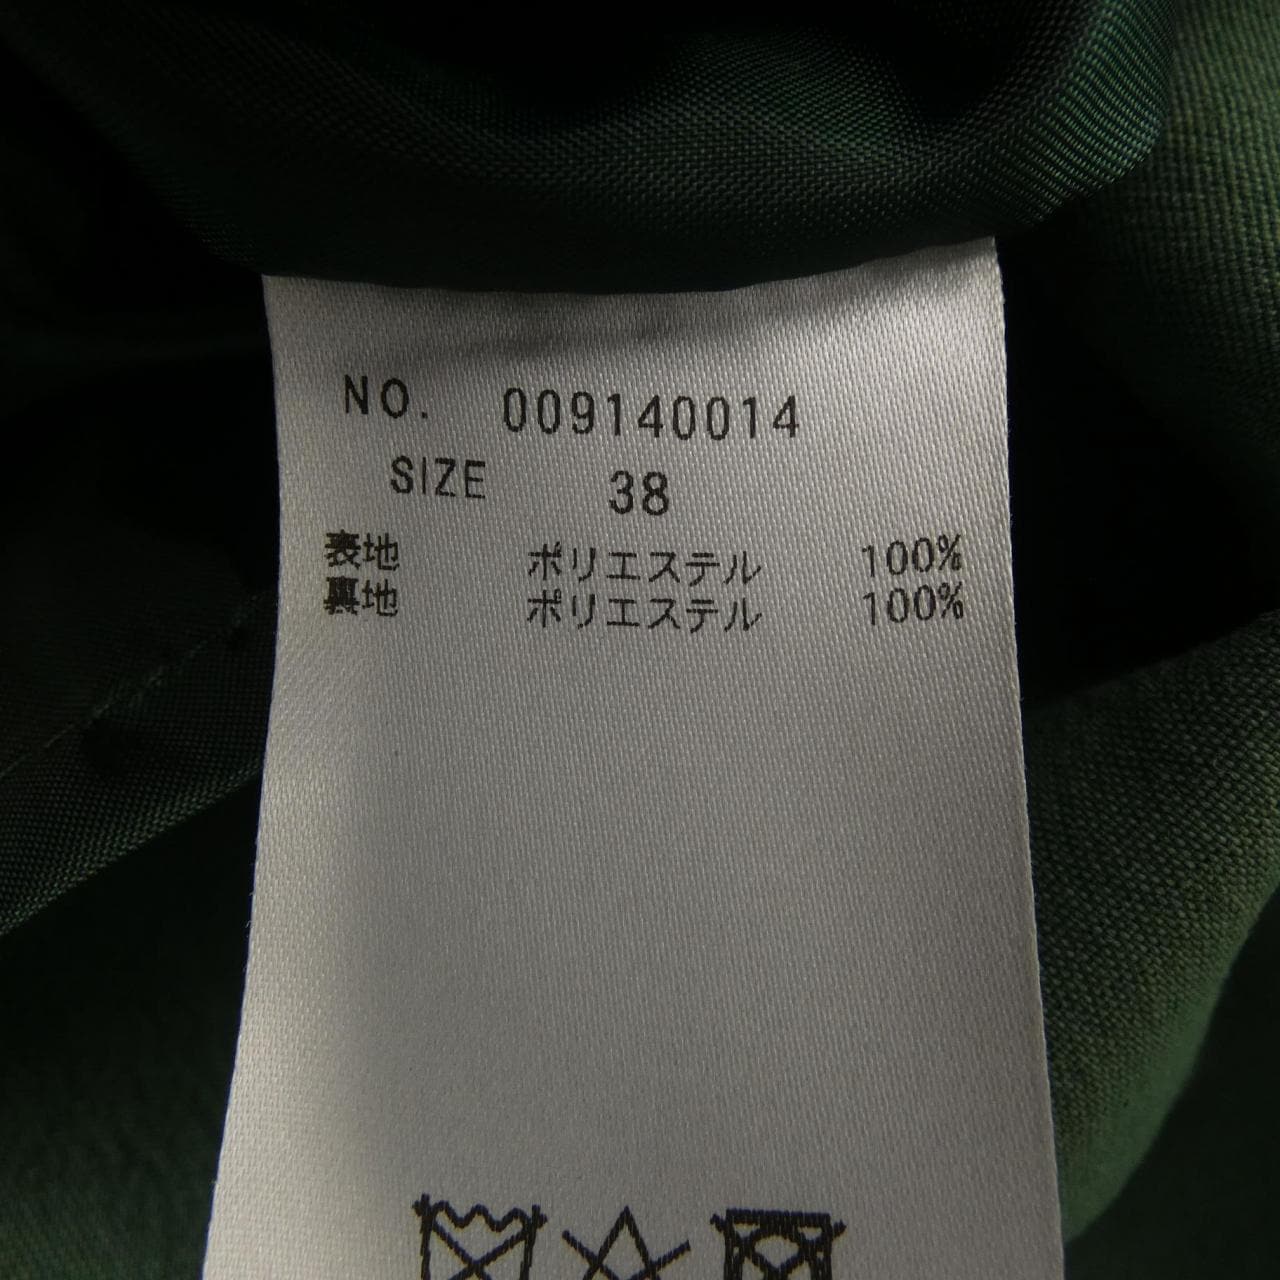 NO. 009140014
SIZE 38
表地 ポリエステル 100%
裏地 ポリエステル 100%